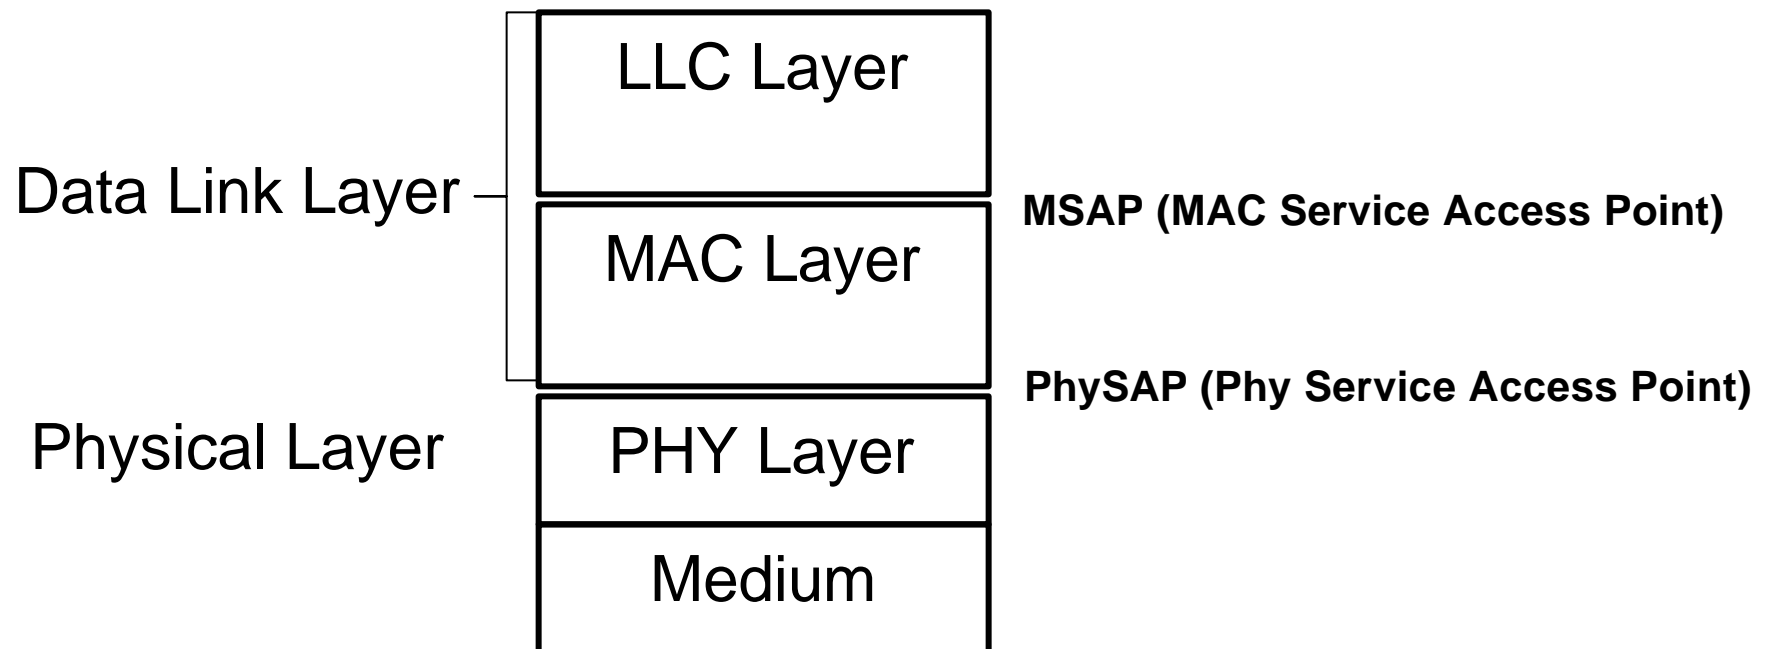 LLC Layer
Data Link Layer
MSAP (MAC Service Access Point)
MAC Layer
PhySAP (Phy Service Access Point)
Physical Layer
PHY Layer
Medium